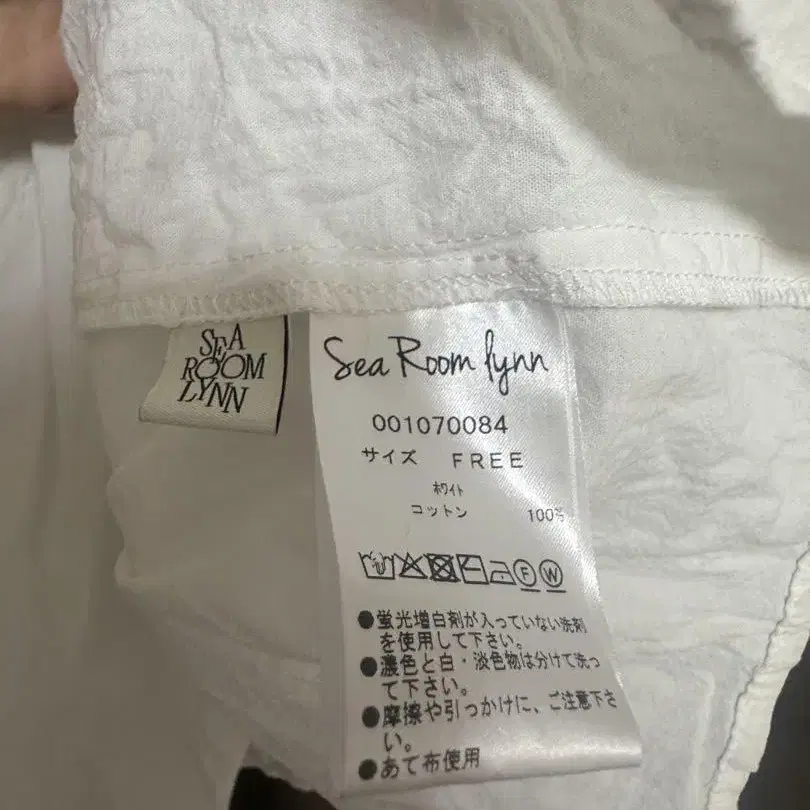 SEA
ROOM
LYNN
Sea Room lynn
001070084
サイズ FREE
ホワイト
コットン 100%
F W
●蛍光増白剤が入っていない洗剤
を使用して下さい。
●濃色と白・淡色物は分けて洗っ
て下さい。
●摩擦や引っかけに、ご注意下さ
い。
●あて布使用